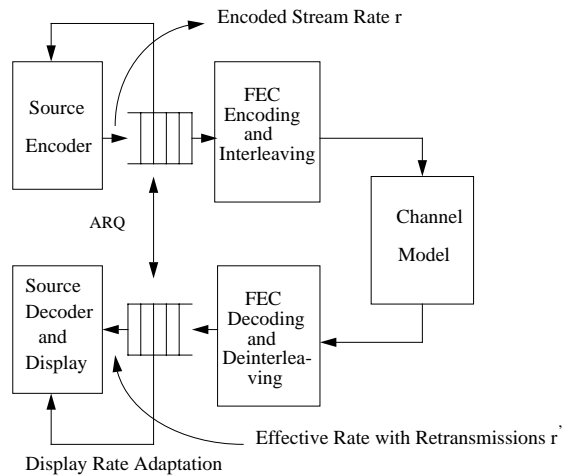 Encoded Stream Rate r
Source
Encoder
FEC
Encoding
and
Interleaving
Channel
Model
ARQ
Source
Decoder
and
Display
FEC
Decoding
and
Deinterlea-
ving
Effective Rate with Retransmissions r'
Display Rate Adaptation